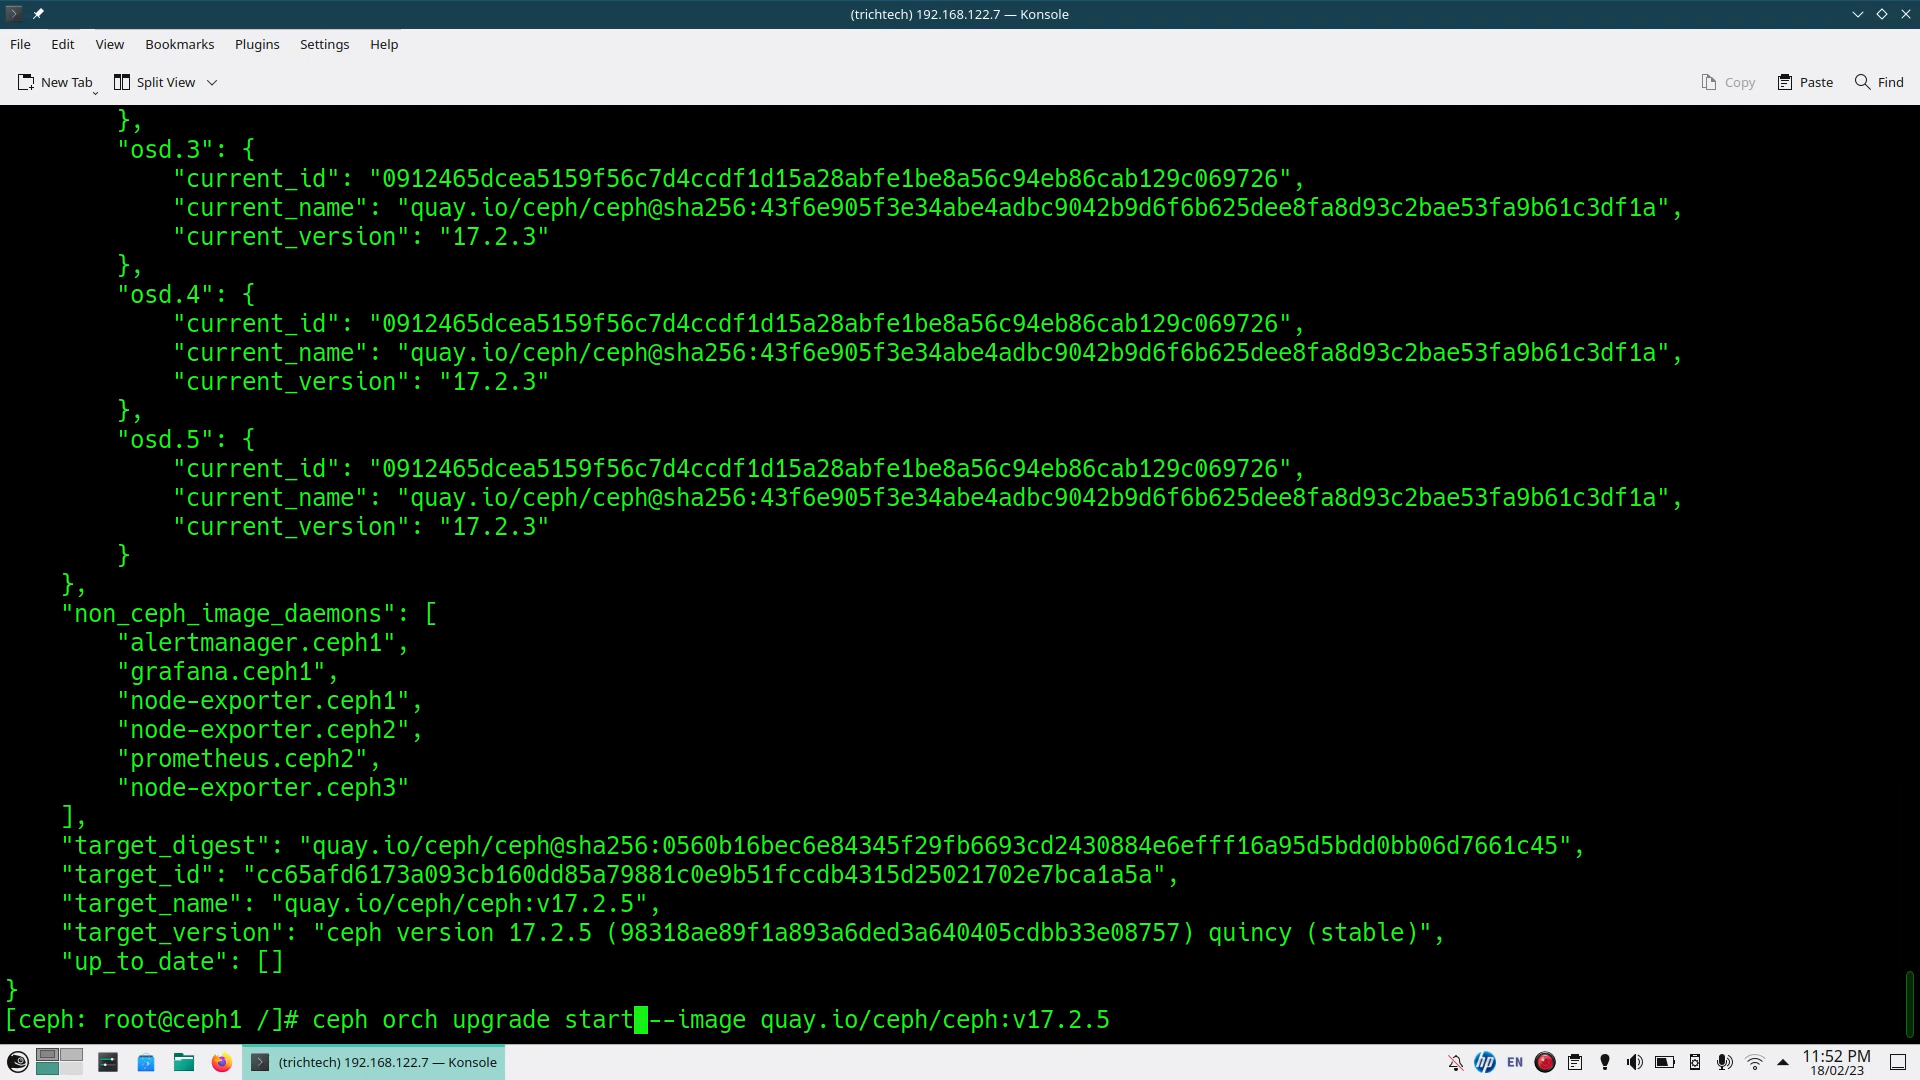 (trichtech) 192.168.122.7 — Konsole
File Edit View Bookmarks Plugins Settings Help
New Tab Split View Copy Paste Find
},
"osd.3": {
"current_id": "0912465dcea5159f56c7d4ccdf1d15a28abfe1be8a56c94eb86cab129c069726",
"current_name": "quay.io/ceph/ceph@sha256:43f6e905f3e34abe4adbc9042b9d6f6b625dee8fa8d93c2bae53fa9b61c3df1a",
"current_version": "17.2.3"
},
"osd.4": {
"current_id": "0912465dcea5159f56c7d4ccdf1d15a28abfe1be8a56c94eb86cab129c069726",
"current_name": "quay.io/ceph/ceph@sha256:43f6e905f3e34abe4adbc9042b9d6f6b625dee8fa8d93c2bae53fa9b61c3df1a",
"current_version": "17.2.3"
},
"osd.5": {
"current_id": "0912465dcea5159f56c7d4ccdf1d15a28abfe1be8a56c94eb86cab129c069726",
"current_name": "quay.io/ceph/ceph@sha256:43f6e905f3e34abe4adbc9042b9d6f6b625dee8fa8d93c2bae53fa9b61c3df1a",
"current_version": "17.2.3"
}
},
"non_ceph_image_daemons": [
"alertmanager.ceph1",
"grafana.ceph1",
"node-exporter.ceph1",
"node-exporter.ceph2",
"prometheus.ceph2",
"node-exporter.ceph3"
],
"target_digest": "quay.io/ceph/ceph@sha256:0560b16bec6e84345f29fb6693cd2430884e6efff16a95d5bdd0bb06d7661c45",
"target_id": "cc65afd6173a093cb160dd85a79881c0e9b51fccdb4315d25021702e7bca1a5a",
"target_name": "quay.io/ceph/ceph:v17.2.5",
"target_version": "ceph version 17.2.5 (98318ae89f1a893a6ded3a640405cdbb33e08757) quincy (stable)",
"up_to_date": []
}
[ceph: root@ceph1 /]# ceph orch upgrade start --image quay.io/ceph/ceph:v17.2.5
(trichtech) 192.168.122.7 — Konsole hp EN 11:52 PM
18/02/23